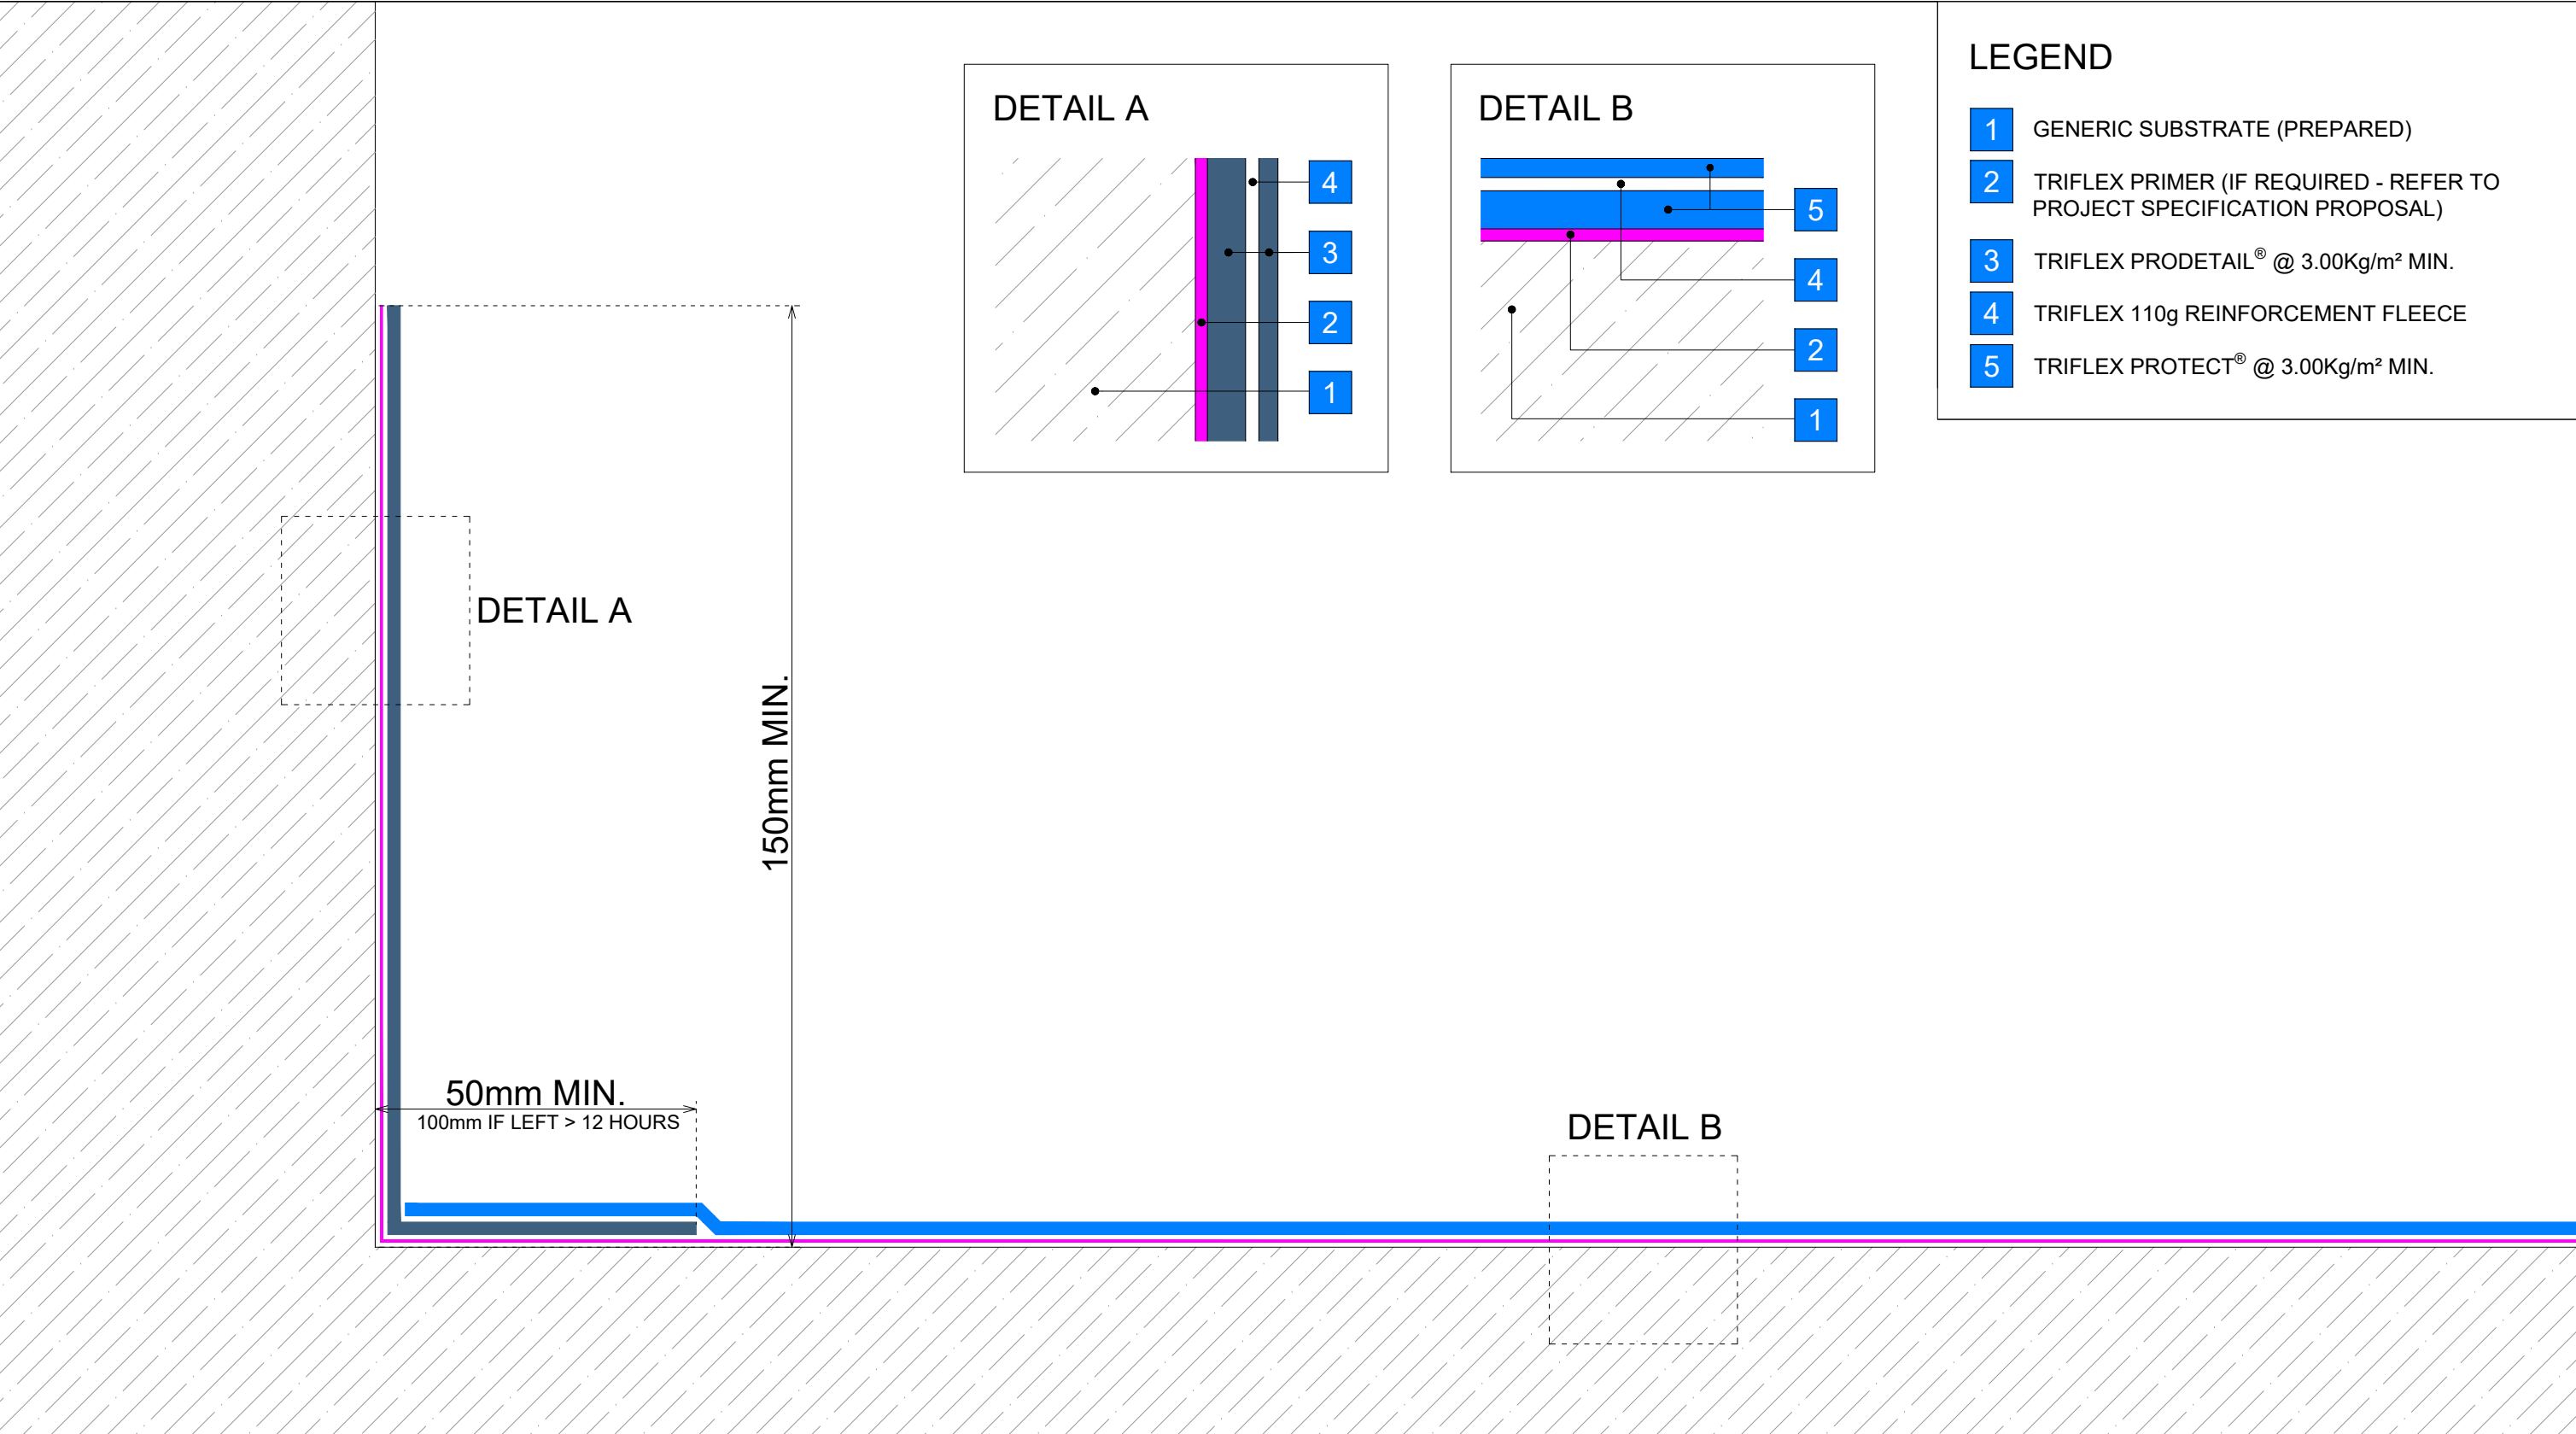 DETAIL A
4
3
2
1
DETAIL B
5
4
2
1
LEGEND
1 GENERIC SUBSTRATE (PREPARED)
2 TRIFLEX PRIMER (IF REQUIRED - REFER TO
PROJECT SPECIFICATION PROPOSAL)
3 TRIFLEX PRODETAIL® @ 3.00Kg/m² MIN.
4 TRIFLEX 110g REINFORCEMENT FLEECE
5 TRIFLEX PROTECT® @ 3.00Kg/m² MIN.
DETAIL A
150mm MIN.
50mm MIN.
100mm IF LEFT > 12 HOURS
DETAIL B